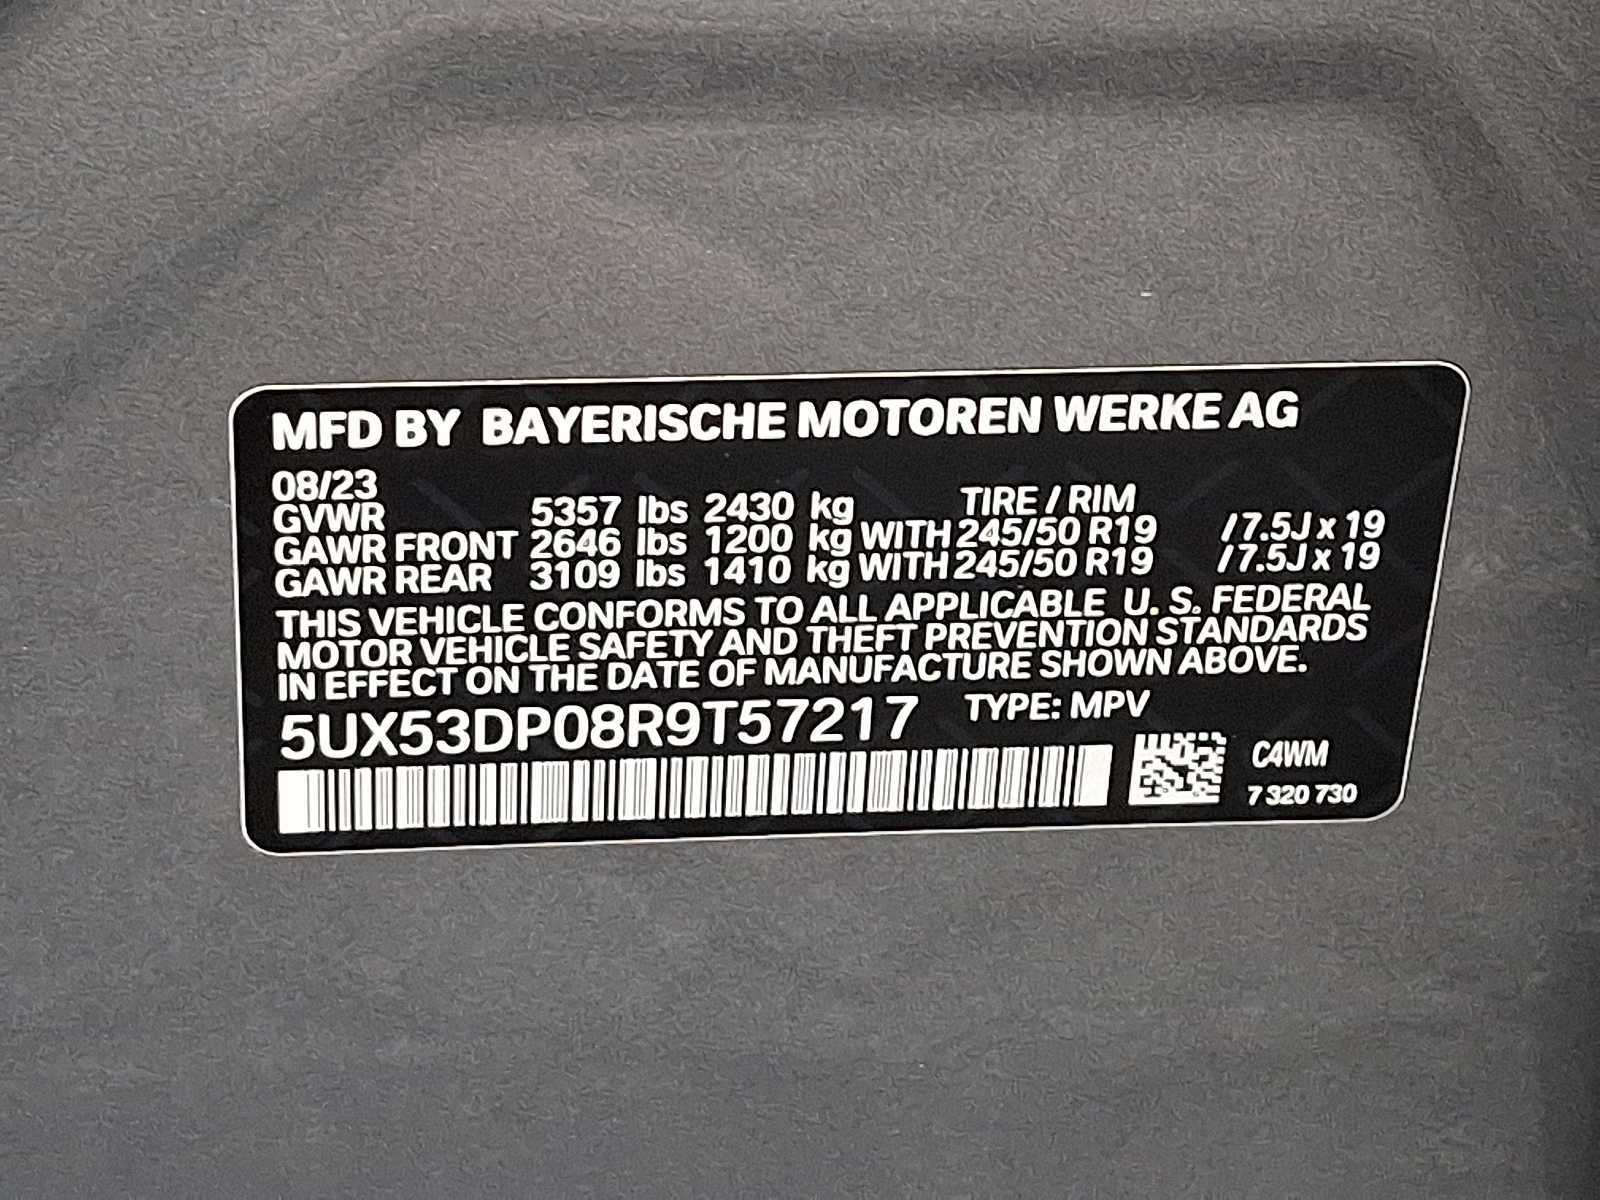 MFD BY BAYERISCHE MOTOREN WERKE AG
08/23
GVWR 5357 lbs 2430 kg TIRE / RIM
GAWR FRONT 2646 lbs 1200 kg WITH 245/50 R19 / 7.5J x 19
GAWR REAR 3109 lbs 1410 kg WITH 245/50 R19 / 7.5J x 19
THIS VEHICLE CONFORMS TO ALL APPLICABLE U. S. FEDERAL
MOTOR VEHICLE SAFETY AND THEFT PREVENTION STANDARDS
IN EFFECT ON THE DATE OF MANUFACTURE SHOWN ABOVE.
5UX53DP08R9T57217 TYPE: MPV
C4WM
7 320 730